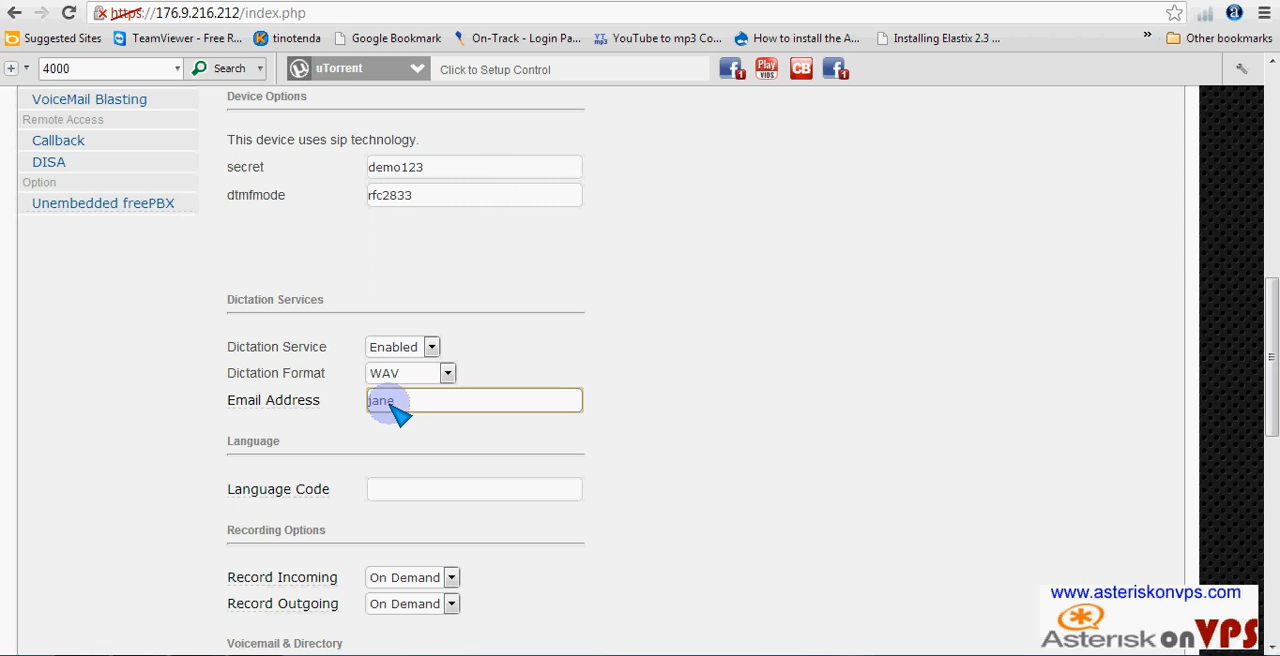 https://176.9.216.212/index.php
Suggested Sites TeamViewer - Free R... tinotenda Google Bookmark On-Track - Login Pa... YouTube to mp3 Co... How to install the A... Installing Elastix 2.3 ... » Other bookmarks
4000 Search uTorrent Click to Setup Control
VoiceMail Blasting
Remote Access
Callback
DISA
Option
Unembedded freePBX
Device Options
This device uses sip technology.
secret demo123
dtmfmode rfc2833
Dictation Services
Dictation Service Enabled
Dictation Format WAV
Email Address jane
Language
Language Code
Recording Options
Record Incoming On Demand
Record Outgoing On Demand
Voicemail & Directory
www.asteriskonvps.com
Asterisk on VPS